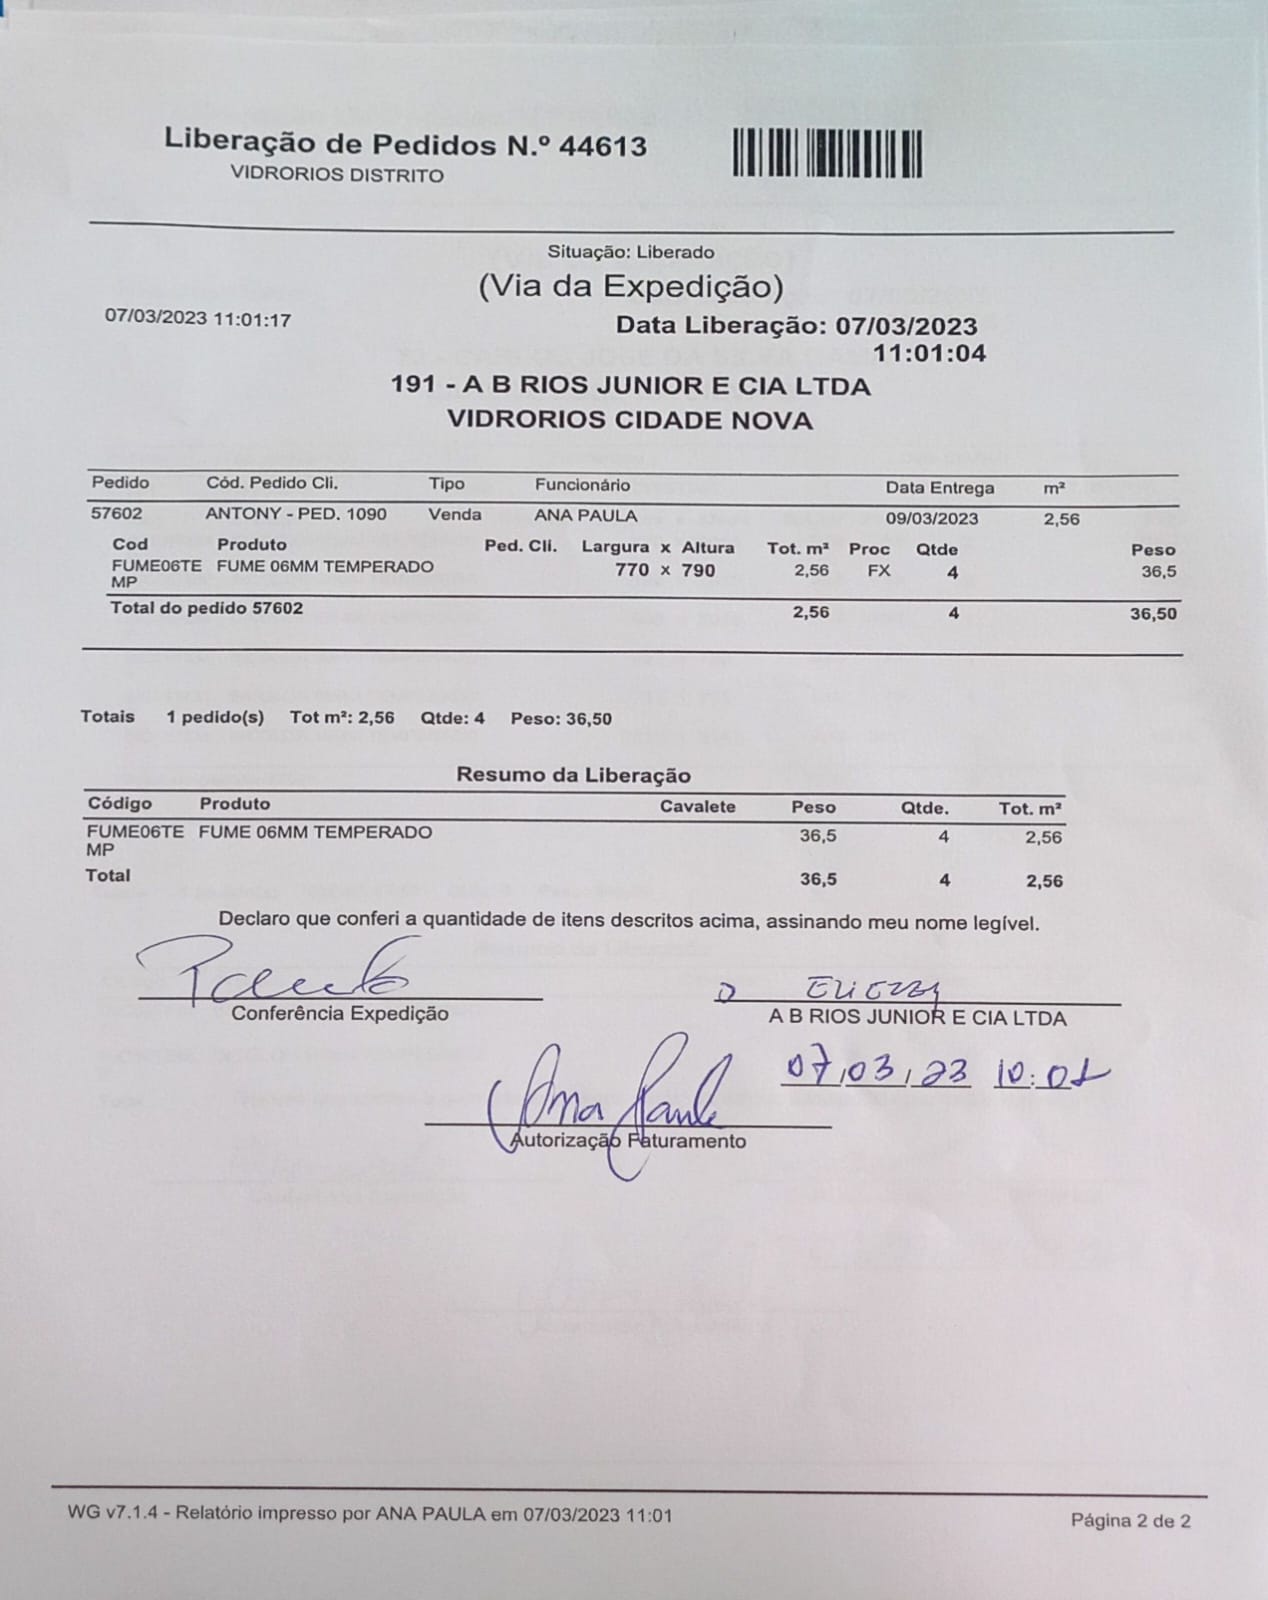 Liberação de Pedidos N.º 44613
VIDRORIOS DISTRITO
Situação: Liberado
(Via da Expedição)
07/03/2023 11:01:17
Data Liberação: 07/03/2023
11:01:04
191 - A B RIOS JUNIOR E CIA LTDA
VIDRORIOS CIDADE NOVA
Pedido Cód. Pedido Cli. Tipo Funcionário Data Entrega m²
57602 ANTONY - PED. 1090 Venda ANA PAULA 09/03/2023 2,56
Cod Produto Ped. Cli. Largura x Altura Tot. m² Proc Qtde Peso
FUME06TE FUME 06MM TEMPERADO 770 x 790 2,56 FX 4 36,5
MP
Total do pedido 57602 2,56 4 36,50
Totais 1 pedido(s) Tot m²: 2,56 Qtde: 4 Peso: 36,50
Resumo da Liberação
Código Produto Cavalete Peso Qtde. Tot. m²
FUME06TE FUME 06MM TEMPERADO 36,5 4 2,56
MP
Total 36,5 4 2,56
Declaro que conferi a quantidade de itens descritos acima, assinando meu nome legível.
Conferência Expedição
A B RIOS JUNIOR E CIA LTDA
07/03/23 10:01
Ana Paula
Autorização Faturamento
WG v7.1.4 - Relatório impresso por ANA PAULA em 07/03/2023 11:01
Página 2 de 2